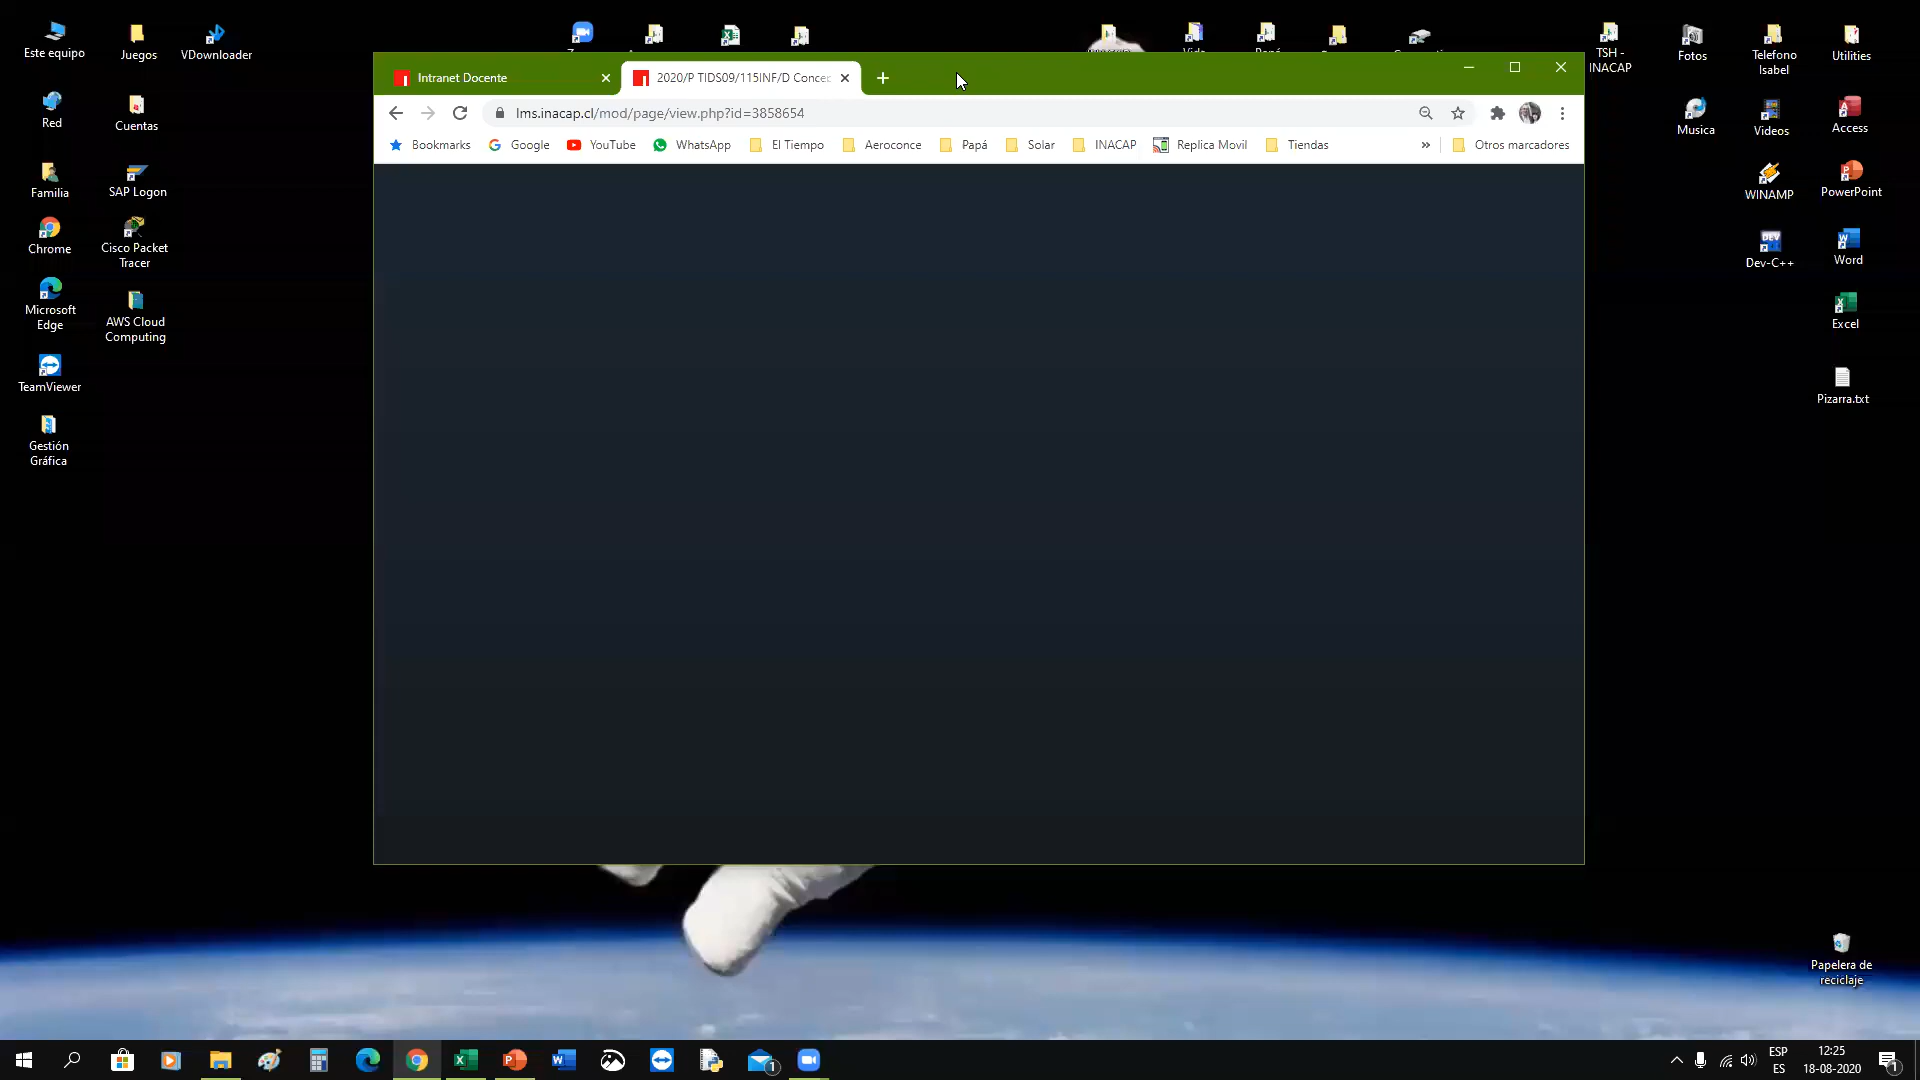 Este equipo
Juegos
VDownloader
TSH -
INACAP
Fotos
Telefono
Isabel
Utilities
Intranet Docente
2020/P TIDS09/115INF/D Concep
lms.inacap.cl/mod/page/view.php?id=3858654
Bookmarks
Google
YouTube
WhatsApp
El Tiempo
Aeroconce
Papá
Solar
INACAP
Replica Movil
Tiendas
»
Otros marcadores
Red
Cuentas
Musica
Videos
Access
Familia
SAP Logon
WINAMP
PowerPoint
Chrome
Cisco Packet
Tracer
DEV
Dev-C++
Word
Microsoft
Edge
AWS Cloud
Computing
Excel
TeamViewer
Pizarra.txt
Gestión
Gráfica
Papelera de
reciclaje
1
ESP
ES
12:25
18-08-2020
1